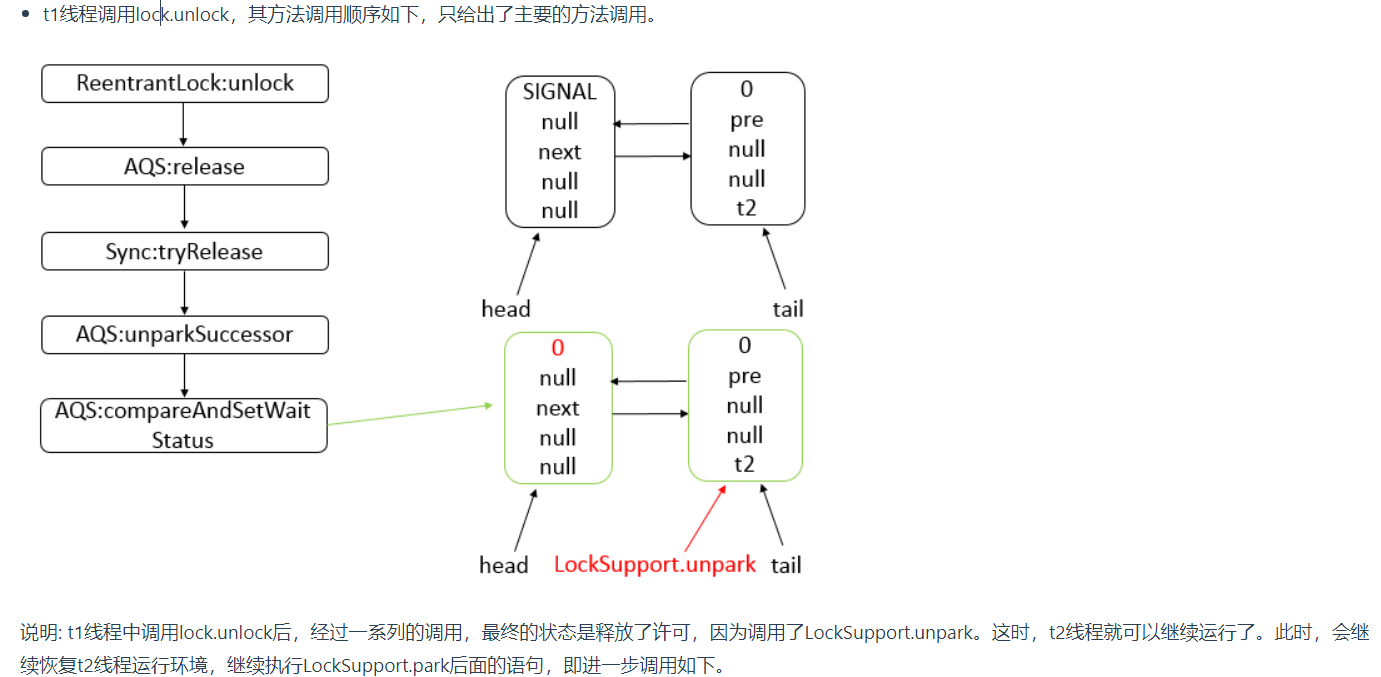 t1线程调用lock.unlock，其方法调用顺序如下，只给出了主要的方法调用。
ReentrantLock:unlock
AQS:release
Sync:tryRelease
AQS:unparkSuccessor
AQS:compareAndSetWait
Status
SIGNAL
null
next
null
null
0
pre
null
null
t2
head
tail
0
null
next
null
null
0
pre
null
null
t2
head
LockSupport.unpark
tail
说明: t1线程中调用lock.unlock后，经过一系列的调用，最终的状态是释放了许可，因为调用了LockSupport.unpark。这时，t2线程就可以继续运行了。此时，会继
续恢复t2线程运行环境，继续执行LockSupport.park后面的语句，即进一步调用如下。